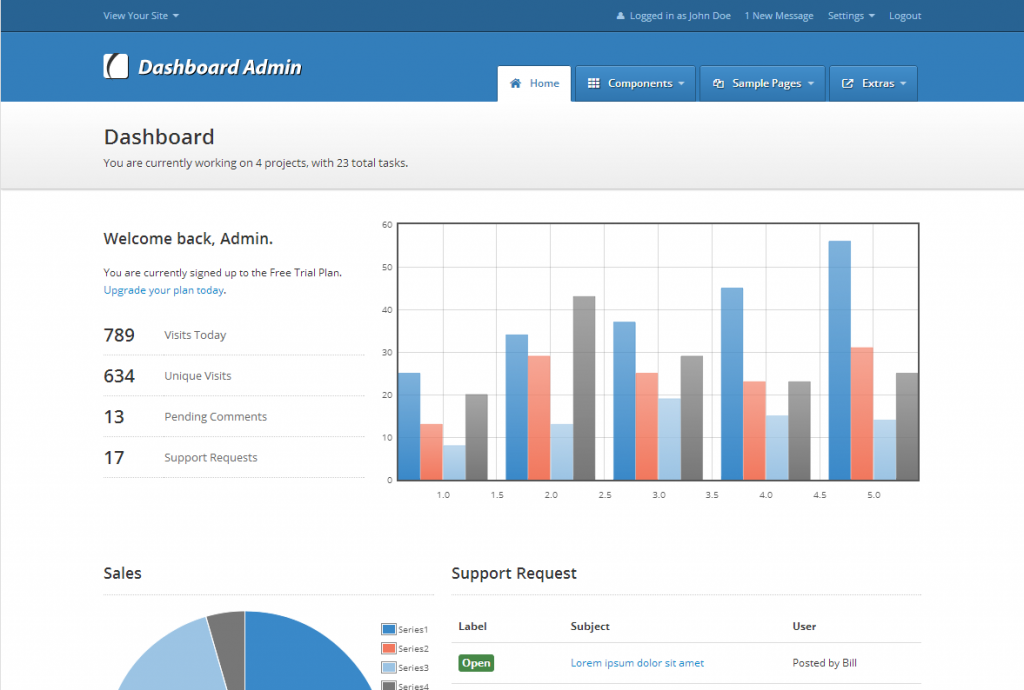 View Your Site
Logged in as John Doe 1 New Message Settings Logout
Dashboard Admin
Home Components Sample Pages Extras
Dashboard
You are currently working on 4 projects, with 23 total tasks.
Welcome back, Admin.
You are currently signed up to the Free Trial Plan.
Upgrade your plan today.
789 Visits Today
634 Unique Visits
13 Pending Comments
17 Support Requests
60
50
40
30
20
10
0
1.0 1.5 2.0 2.5 3.0 3.5 4.0 4.5 5.0
Sales
Series1
Series2
Series3
Series4
Support Request
Label Subject User
Open Lorem ipsum dolor sit amet Posted by Bill